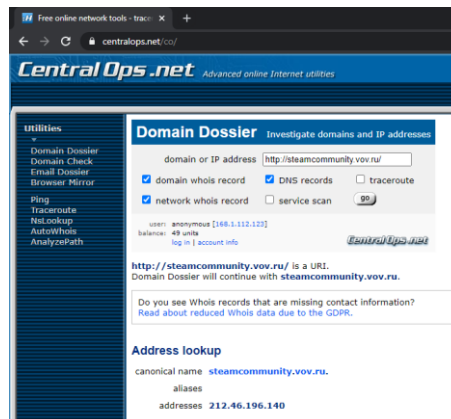 Free online network tools - trace
centralops.net/co/
Central Ops .net Advanced online Internet utilities
Utilities
Domain Dossier
Domain Check
Email Dossier
Browser Mirror
Ping
Traceroute
NsLookup
AutoWhois
AnalyzePath
Domain Dossier Investigate domains and IP addresses
domain or IP address http://steamcommunity.vov.ru/
domain whois record DNS records traceroute
network whois record service scan go
user: anonymous [168.1.112.123]
balance: 49 units
log in | account info
CentralOps.net
http://steamcommunity.vov.ru/ is a URI.
Domain Dossier will continue with steamcommunity.vov.ru.
Do you see Whois records that are missing contact information?
Read about reduced Whois data due to the GDPR.
Address lookup
canonical name steamcommunity.vov.ru.
aliases
addresses 212.46.196.140